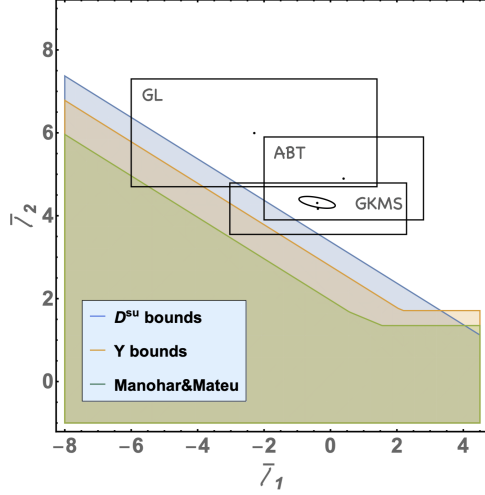 8
6
4
2
0
l̄₂
GL
ABT
GKMS
Dˢᵘ bounds
Y bounds
Manohar&Mateu
−8 −6 −4 −2 0 2 4
l̄₁